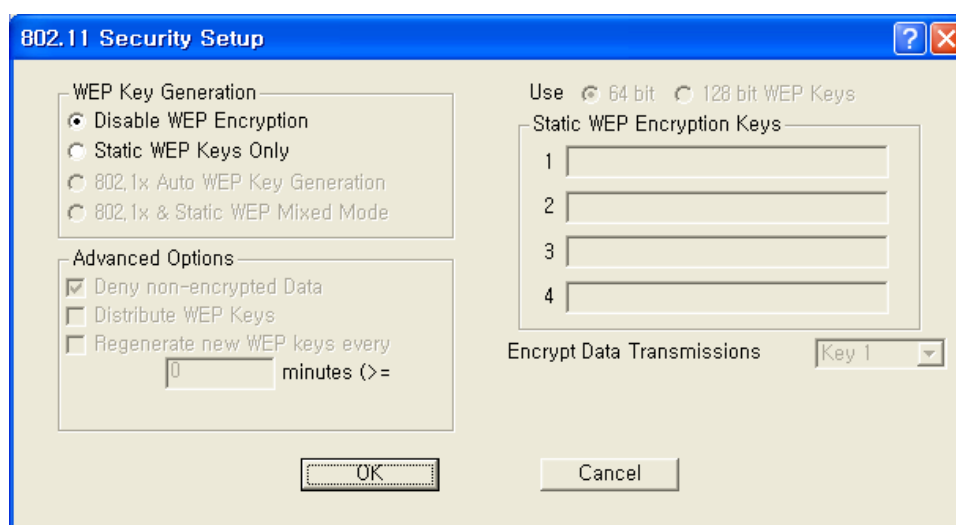 802.11 Security Setup
WEP Key Generation
Disable WEP Encryption
Static WEP Keys Only
802.1x Auto WEP Key Generation
802.1x & Static WEP Mixed Mode
Advanced Options
Deny non-encrypted Data
Distribute WEP Keys
Regenerate new WEP keys every
0 minutes (>=
Use 64 bit 128 bit WEP Keys
Static WEP Encryption Keys
1
2
3
4
Encrypt Data Transmissions Key 1
OK Cancel